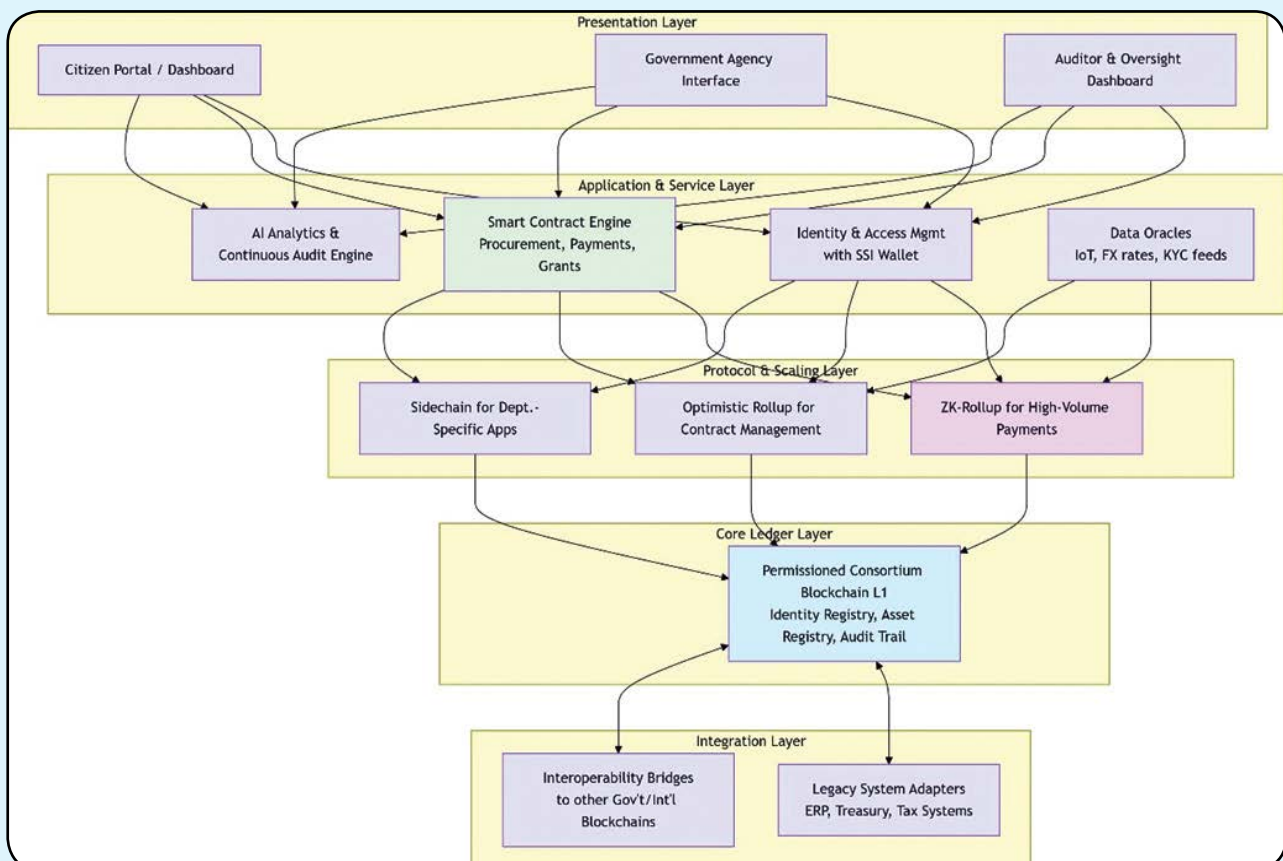 Presentation Layer
Citizen Portal / Dashboard
Government Agency
Interface
Auditor & Oversight
Dashboard
Application & Service Layer
AI Analytics &
Continuous Audit Engine
Smart Contract Engine
Procurement, Payments,
Grants
Identity & Access Mgmt
with SSI Wallet
Data Oracles
IoT, FX rates, KYC feeds
Protocol & Scaling Layer
Sidechain for Dept.-
Specific Apps
Optimistic Rollup for
Contract Management
ZK-Rollup for High-Volume
Payments
Core Ledger Layer
Permissioned Consortium
Blockchain L1
Identity Registry, Asset
Registry, Audit Trail
Integration Layer
Interoperability Bridges
to other Gov't/Int'l
Blockchains
Legacy System Adapters
ERP, Treasury, Tax Systems